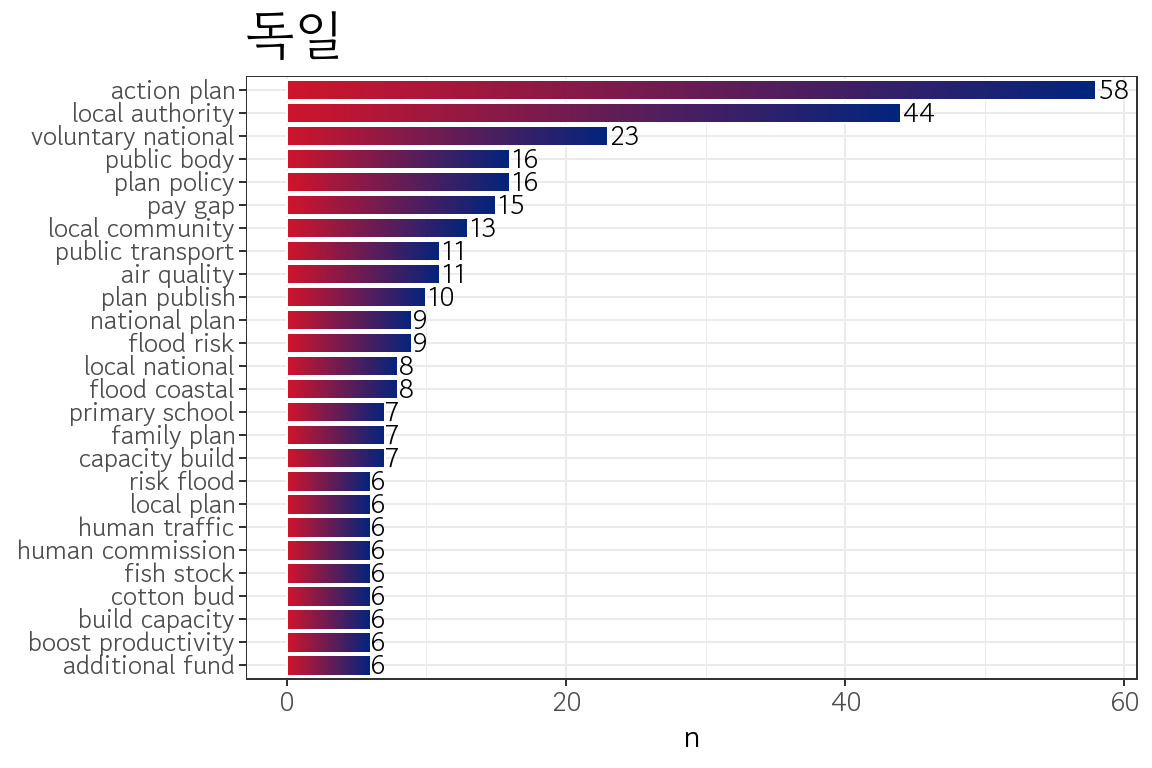 독일
action plan 58
local authority 44
voluntary national 23
public body 16
plan policy 16
pay gap 15
local community 13
public transport 11
air quality 11
plan publish 10
national plan 9
flood risk 9
local national 8
flood coastal 8
primary school 7
family plan 7
capacity build 7
risk flood 6
local plan 6
human traffic 6
human commission 6
fish stock 6
cotton bud 6
build capacity 6
boost productivity 6
additional fund 6
0 20 40 60
n